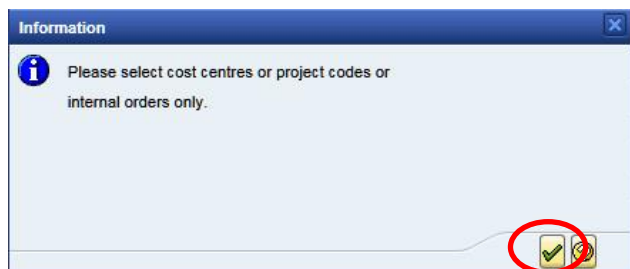 Information
Please select cost centres or project codes or
internal orders only.